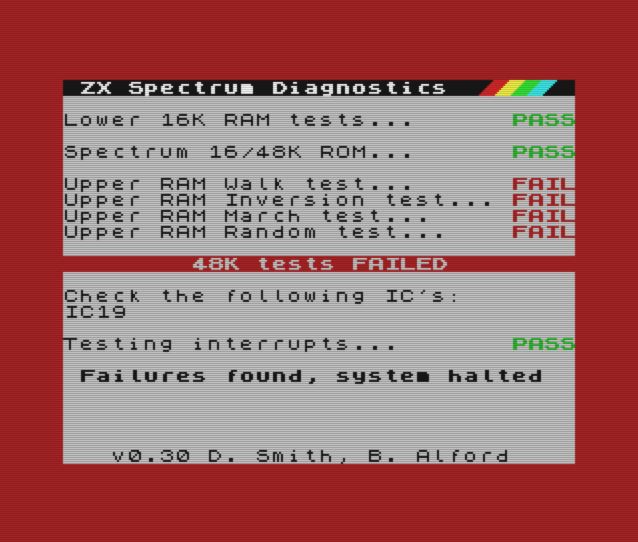 ZX Spectrum Diagnostics
Lower 16K RAM tests... PASS
Spectrum 16/48K ROM... PASS
Upper RAM Walk test... FAIL
Upper RAM Inversion test... FAIL
Upper RAM March test... FAIL
Upper RAM Random test... FAIL
48K tests FAILED
Check the following IC's:
IC19
Testing interrupts... PASS
Failures found, system halted
v0.30 D. Smith, B. Alford